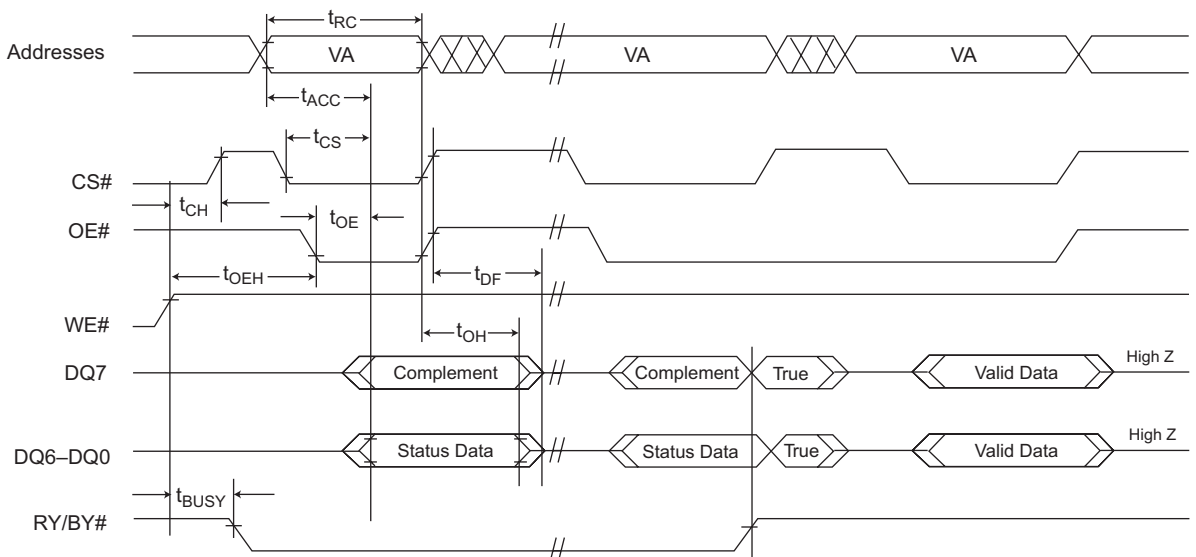 tRC
Addresses VA VA VA
tACC
tCS
CS#
tCH
tOE
OE#
tOEH
tDF
WE#
tOH
DQ7 Complement Complement True Valid Data High Z
DQ6–DQ0 Status Data Status Data True Valid Data High Z
tBUSY
RY/BY#